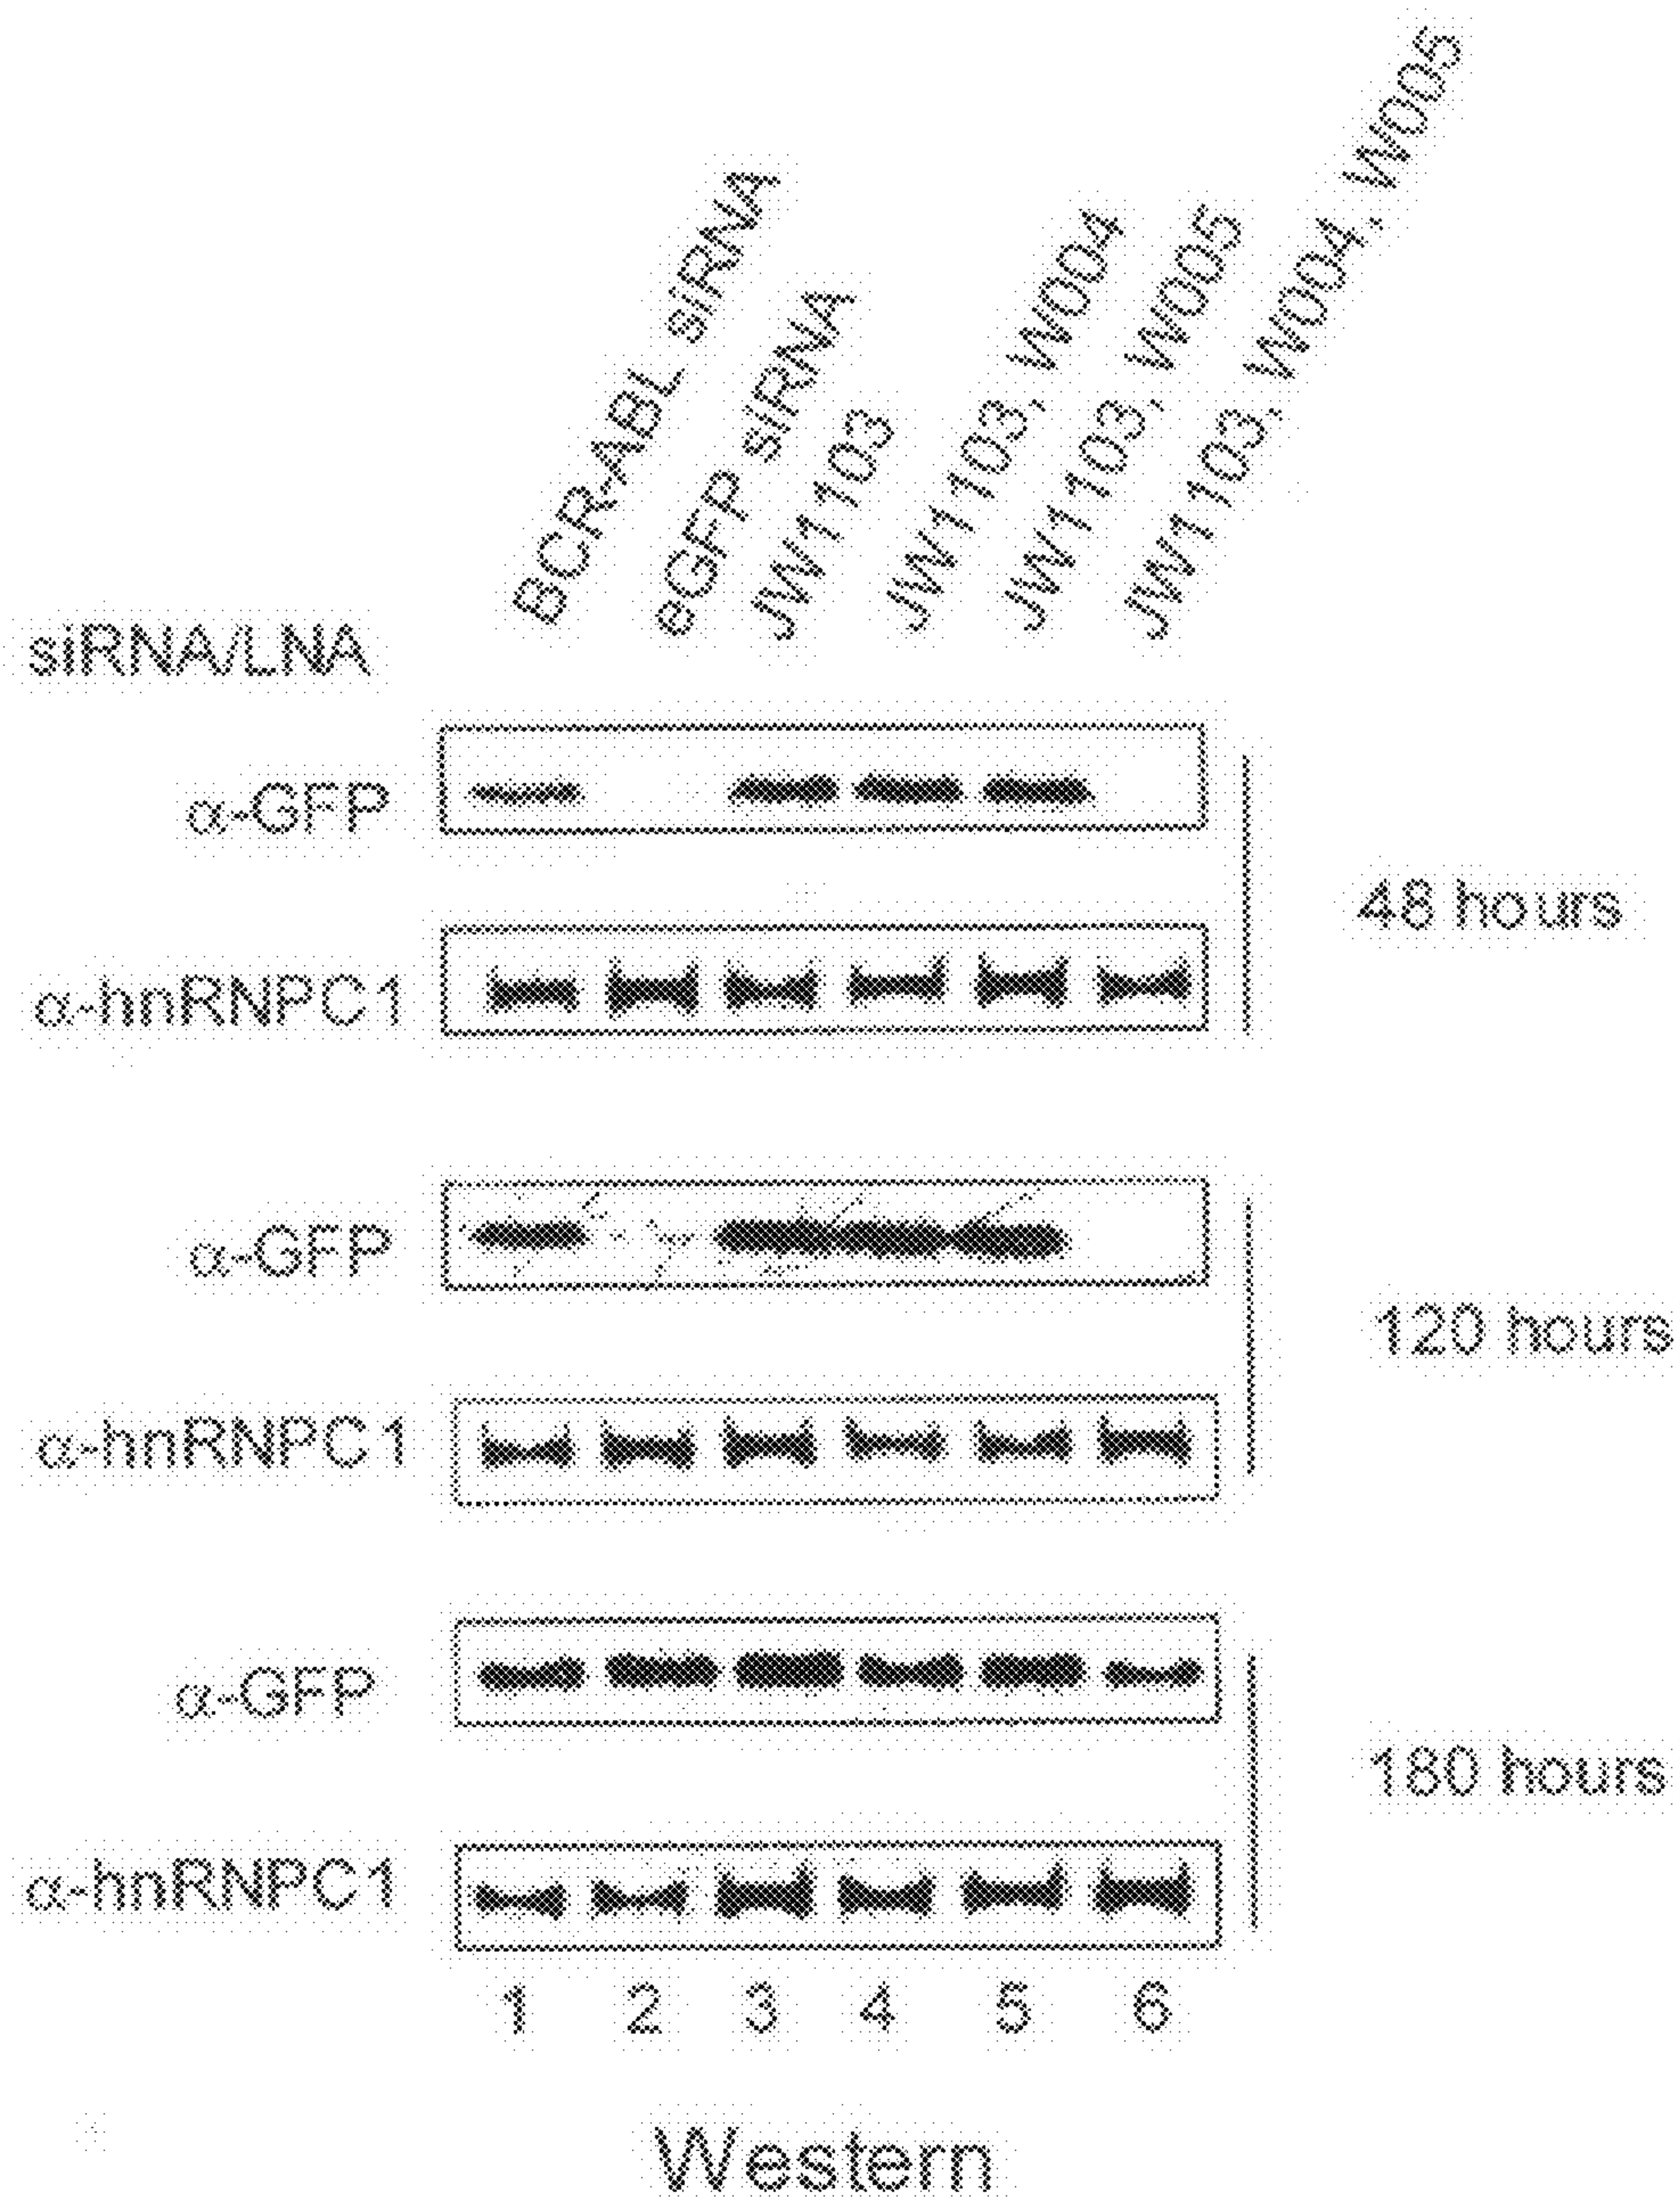 BCR-ABL siRNA
eGFP siRNA
JW1103
JW1103, W004
JW1103, W005
JW1103, W004, W005
siRNA/LNA
α-GFP
α-hnRNPC1
48 hours
α-GFP
α-hnRNPC1
120 hours
α-GFP
α-hnRNPC1
180 hours
1 2 3 4 5 6
Western